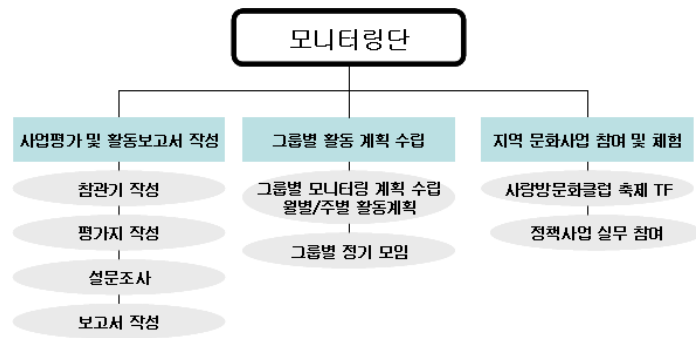 모니터링단
사업평가 및 활동보고서 작성
그룹별 활동 계획 수립
지역 문화사업 참여 및 체험
참관기 작성
평가지 작성
설문조사
보고서 작성
그룹별 모니터링 계획 수립
월별/주별 활동계획
그룹별 정기 모임
사랑방문화클럽 축제 TF
정책사업 실무 참여